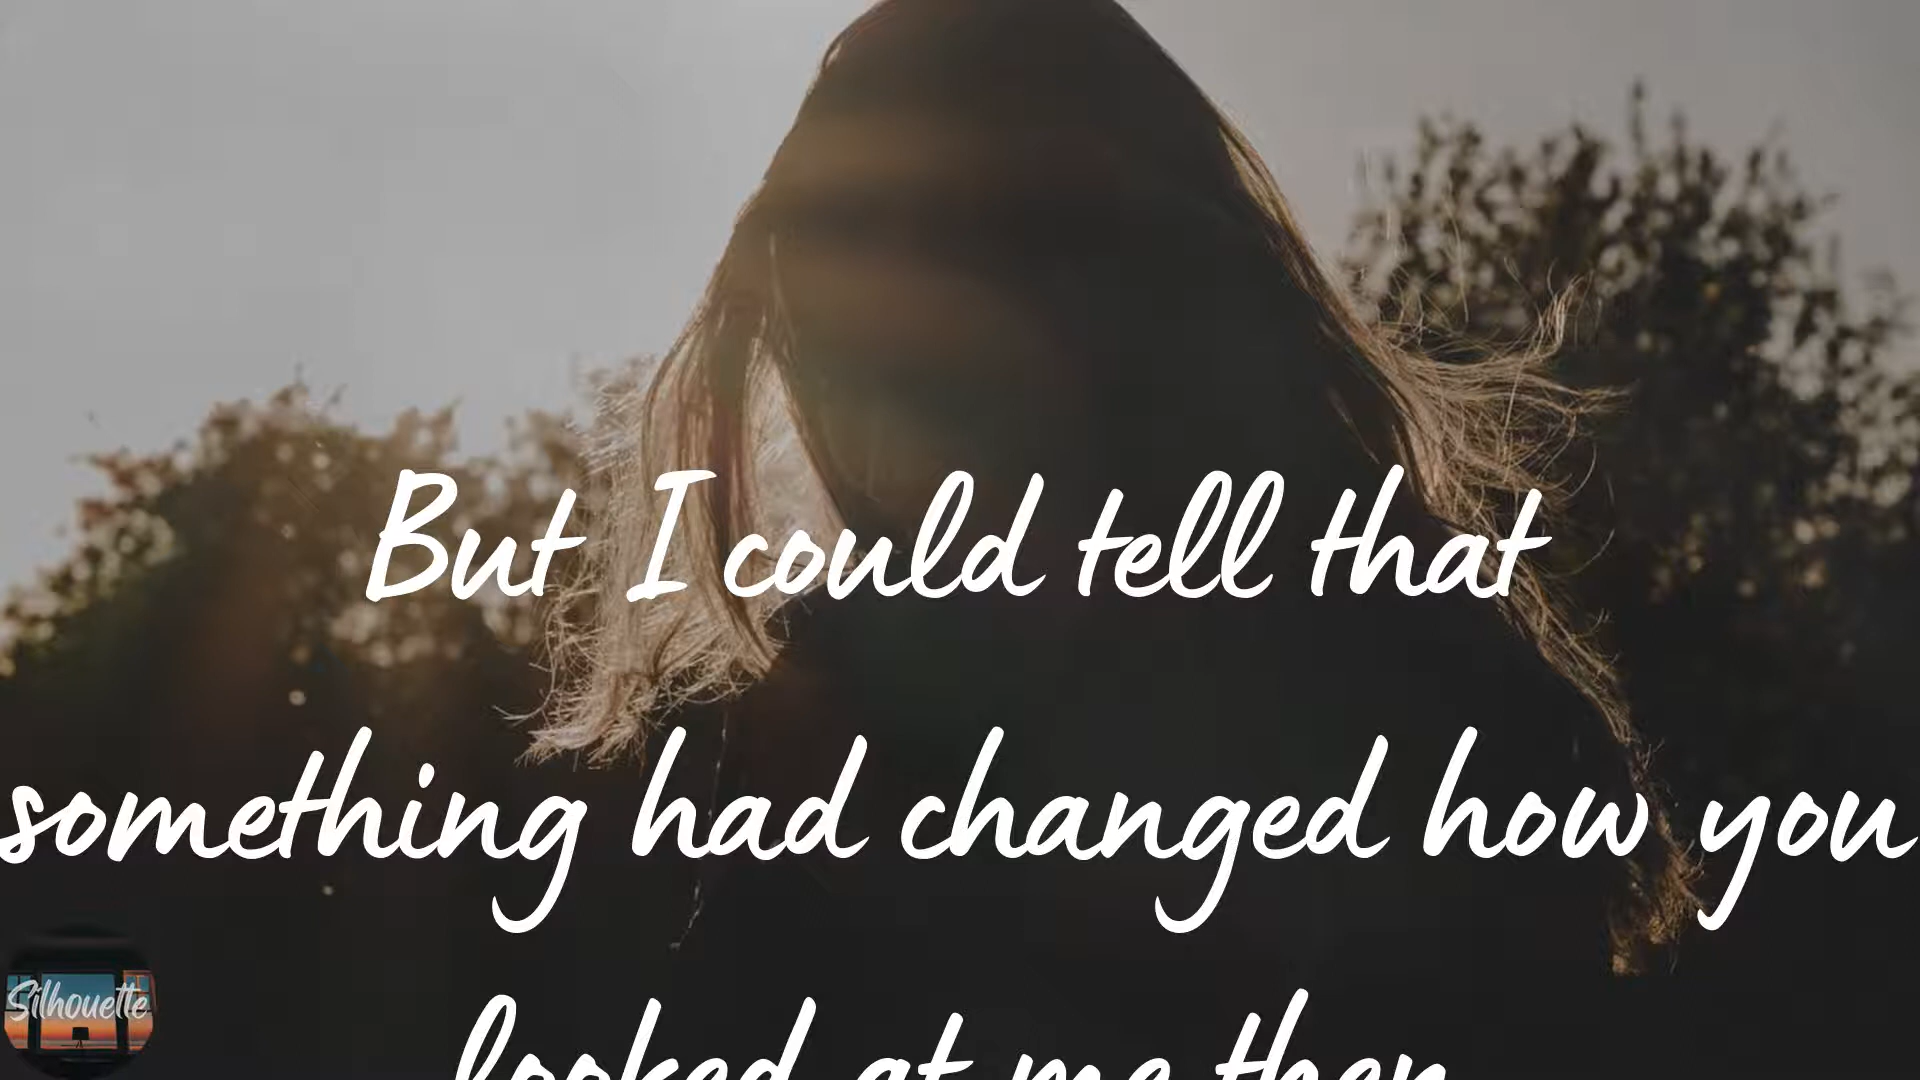 But I could tell that
something had changed how you
looked at me then
Silhouette